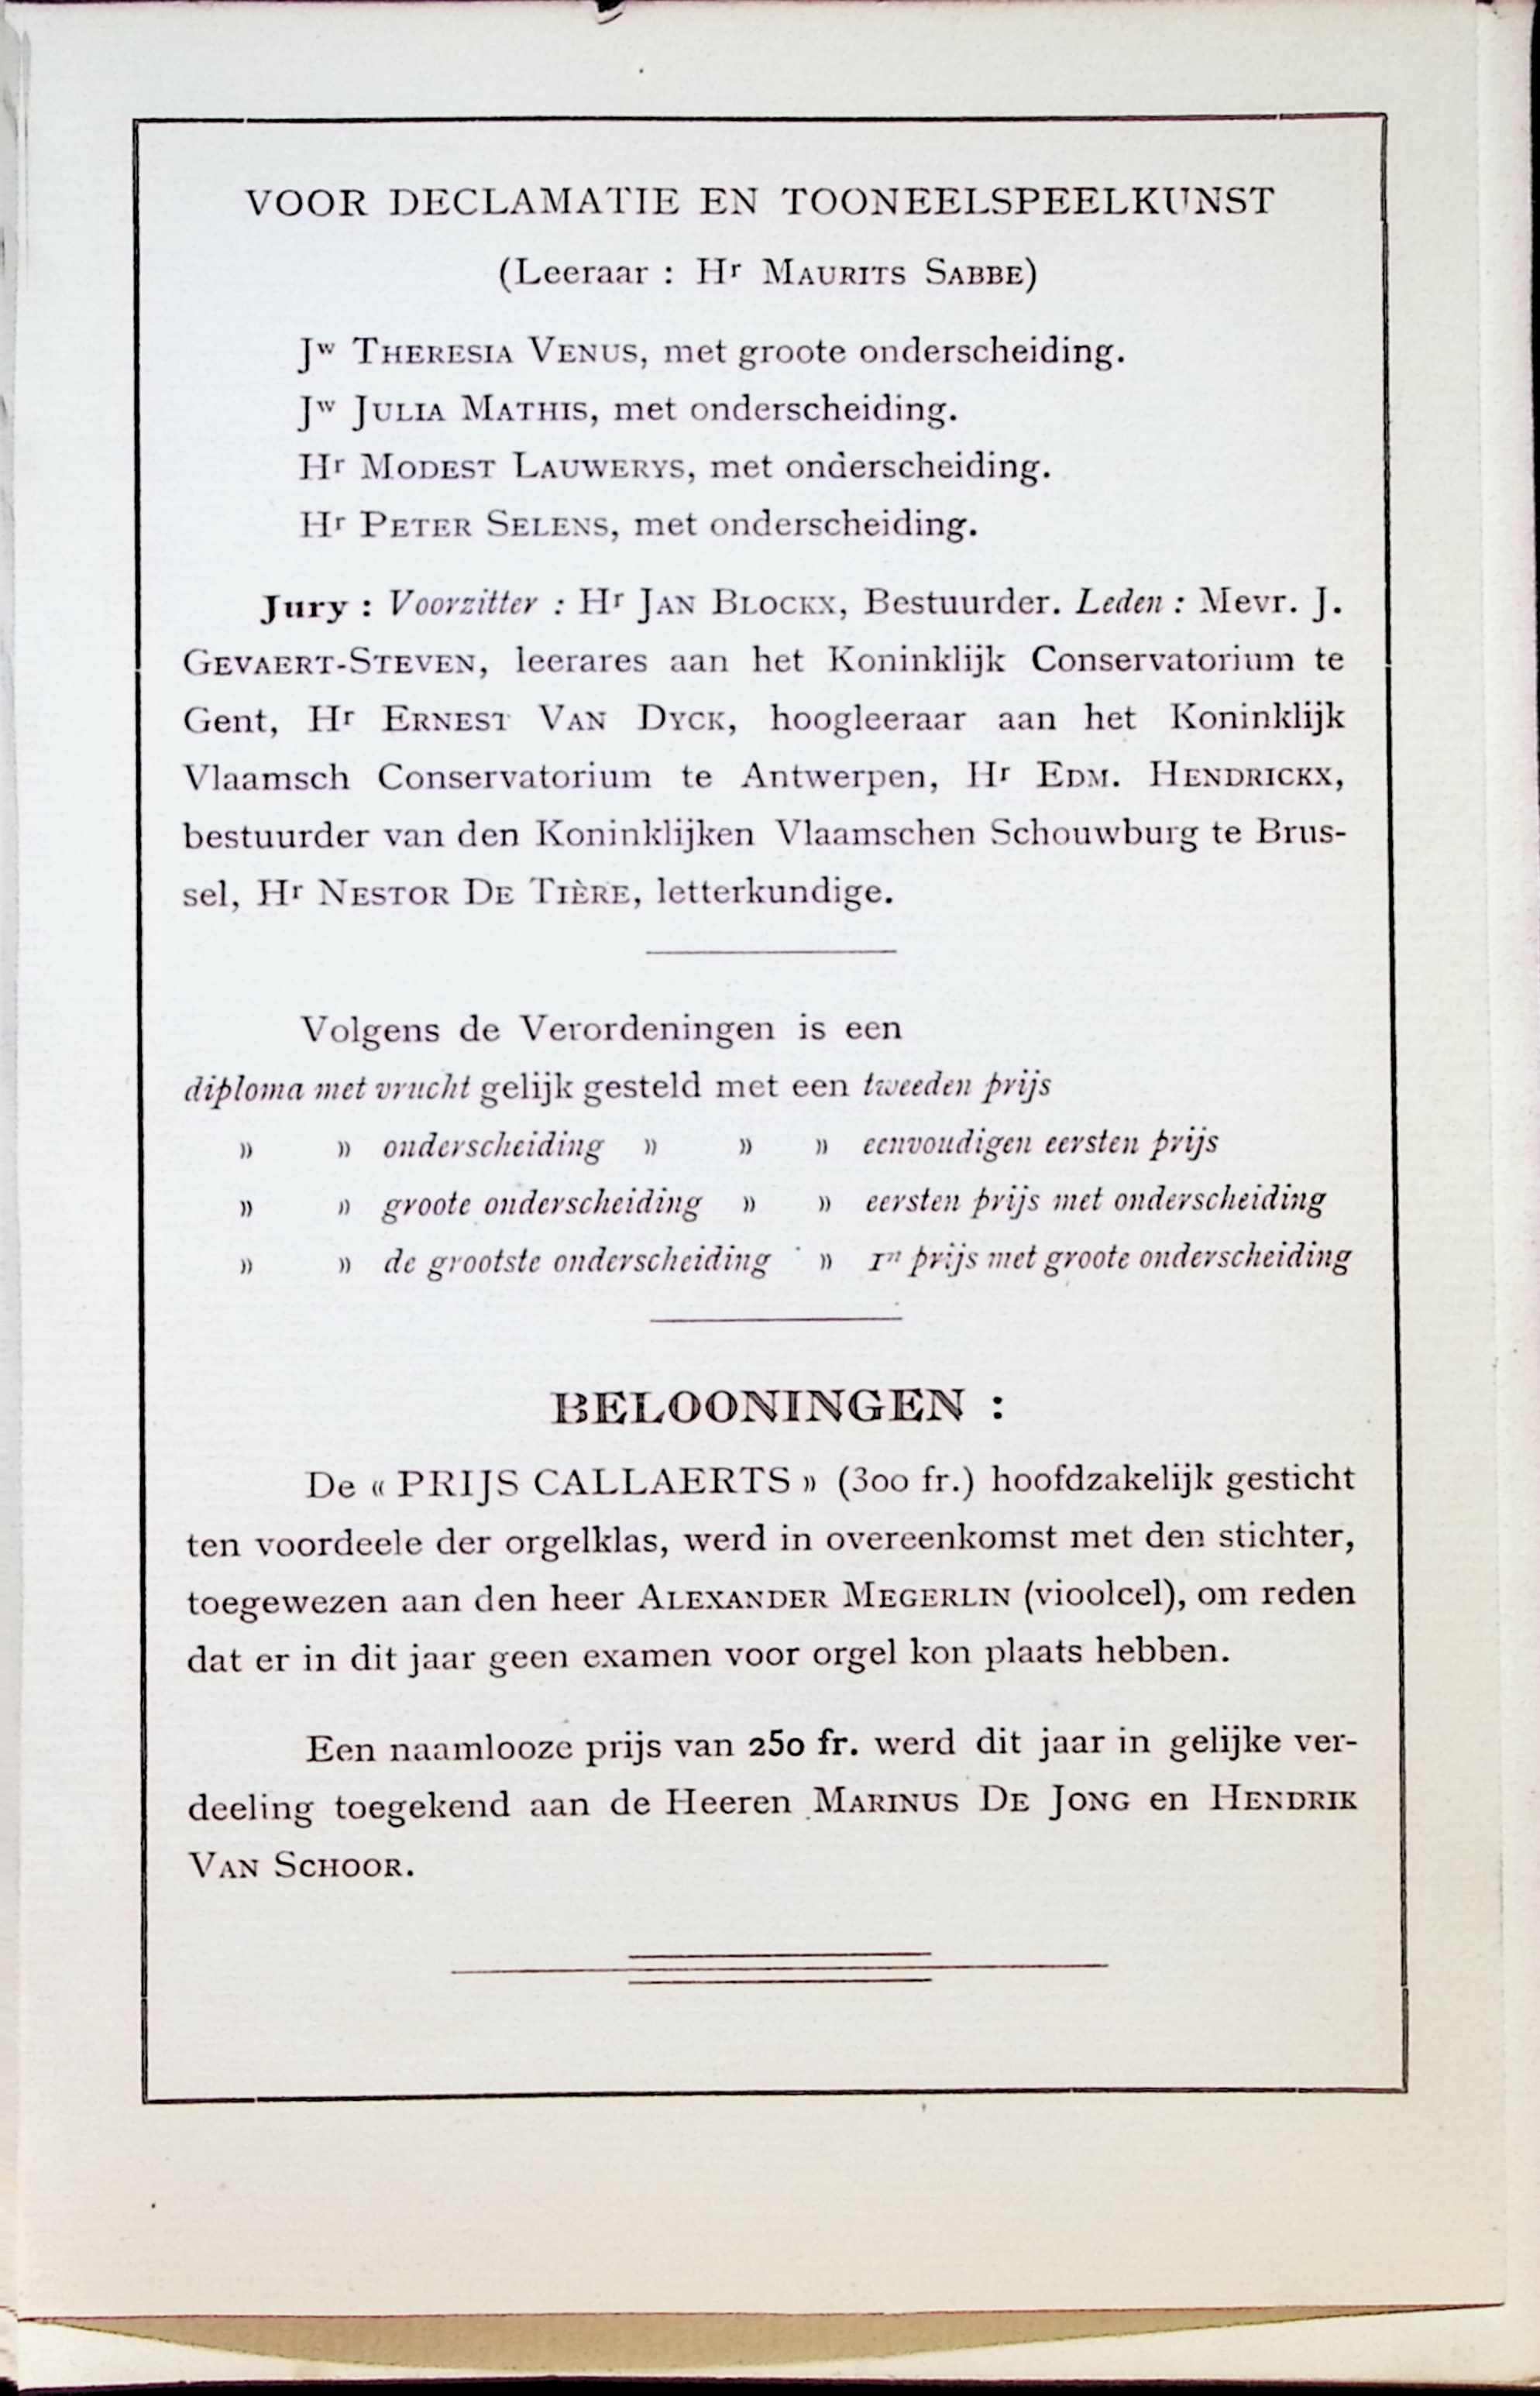 VOOR DECLAMATIE EN TOONEELSPEELKUNST
(Leeraar : Hr MAURITS SABBE)
Jw THERESIA VENUS, met groote onderscheiding.
Jw JULIA MATHIS, met onderscheiding.
Hr MODEST LAUWERYS, met onderscheiding.
Hr PETER SELENS, met onderscheiding.
Jury : Voorzitter : Hr JAN BLOCKX, Bestuurder. Leden : Mevr. J.
GEVAERT-STEVEN, leerares aan het Koninklijk Conservatorium te
Gent, Hr ERNEST VAN DYCK, hoogleeraar aan het Koninklijk
Vlaamsch Conservatorium te Antwerpen, Hr EDM. HENDRICKX,
bestuurder van den Koninklijken Vlaamschen Schouwburg te Brus-
sel, Hr NESTOR DE TIÈRE, letterkundige.
Volgens de Verordeningen is een
diploma met vrucht gelijk gesteld met een tweeden prijs
» » onderscheiding » » » eenvoudigen eersten prijs
» » groote onderscheiding » » eersten prijs met onderscheiding
» » de grootste onderscheiding » 1n prijs met groote onderscheiding
BELOONINGEN :
De « PRIJS CALLAERTS » (300 fr.) hoofdzakelijk gesticht
ten voordeele der orgelklas, werd in overeenkomst met den stichter,
toegewezen aan den heer ALEXANDER MEGERLIN (vioolcel), om reden
dat er in dit jaar geen examen voor orgel kon plaats hebben.
Een naamlooze prijs van 250 fr. werd dit jaar in gelijke ver-
deeling toegekend aan de Heeren MARINUS DE JONG en HENDRIK
VAN SCHOOR.